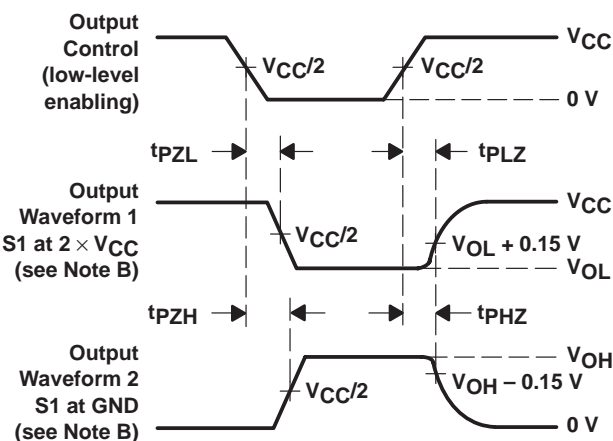 Output
Control
(low-level
enabling)
VCC
VCC/2
VCC/2
0 V
tPZL
tPLZ
Output
Waveform 1
S1 at 2 × VCC
(see Note B)
VCC
VCC/2
VOL + 0.15 V
VOL
tPZH
tPHZ
Output
Waveform 2
S1 at GND
(see Note B)
VOH
VCC/2
VOH − 0.15 V
0 V